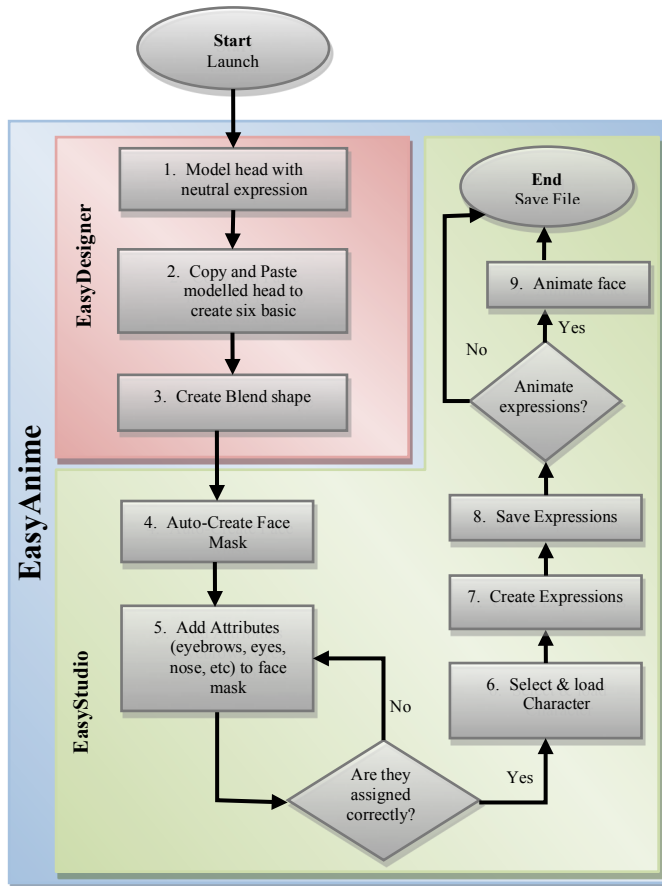 Start
Launch
EasyAnime
EasyDesigner
1. Model head with
neutral expression
2. Copy and Paste
modelled head to
create six basic
3. Create Blend shape
EasyStudio
4. Auto-Create Face
Mask
5. Add Attributes
(eyebrows, eyes,
nose, etc) to face
mask
No
Are they
assigned
correctly?
Yes
6. Select & load
Character
7. Create Expressions
8. Save Expressions
Animate
expressions?
No
Yes
9. Animate face
End
Save File